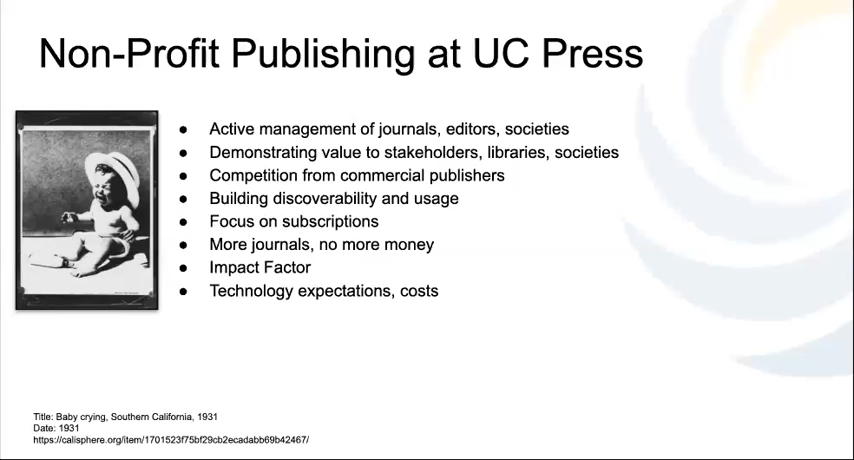 Non-Profit Publishing at UC Press
● Active management of journals, editors, societies
● Demonstrating value to stakeholders, libraries, societies
● Competition from commercial publishers
● Building discoverability and usage
● Focus on subscriptions
● More journals, no more money
● Impact Factor
● Technology expectations, costs
Title: Baby crying, Southern California, 1931
Date: 1931
https://calisphere.org/item/1701523f75bf29cb2ecadabb69b42467/